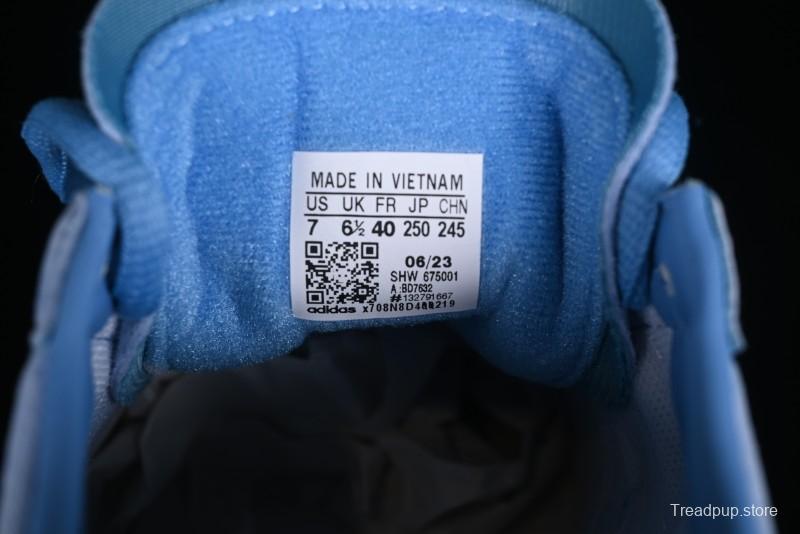 MADE IN VIETNAM
US UK FR JP CHN
7 6½ 40 250 245
06/23
SHW 675001
A:BD7632
#132791667
adidas x708N8D4
Treadpup.store